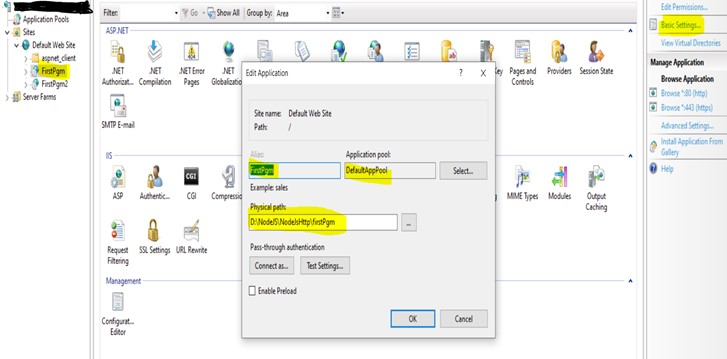 Filter:
Go
Show All
Group by:
Area
Application Pools
Sites
Default Web Site
aspnet_client
FirstPgm
FirstPgm2
Server Farms
ASP.NET
.NET Authorizat...
.NET Compilation
.NET Error Pages
.NET Globalization
Pages and Controls
Providers
Session State
SMTP E-mail
IIS
ASP
Authentic...
CGI
Compression
MIME Types
Modules
Output Caching
Request Filtering
SSL Settings
URL Rewrite
Management
Configurat... Editor
Edit Application
?
Site name:
Default Web Site
Path:
/
Alias:
Application pool:
FirstPgm
DefaultAppPool
Select...
Example: sales
Physical path:
D:\NodeJS\NodeJsHttp\firstPgm
...
Pass-through authentication
Connect as...
Test Settings...
Enable Preload
OK
Cancel
Edit Permissions...
Basic Settings...
View Virtual Directories
Manage Application
Browse Application
Browse *:80 (http)
Browse *:443 (https)
Advanced Settings...
Install Application From Gallery
Help